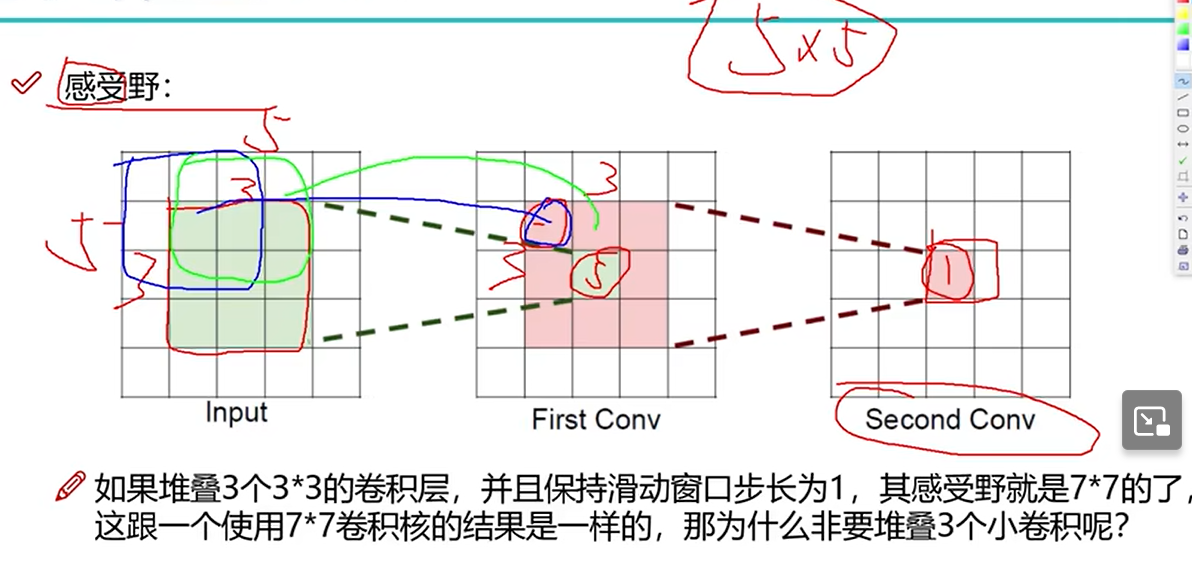 5×5
感受野：
5
3
3
5
3
3
5
1
Input
First Conv
Second Conv
如果堆叠3个3*3的卷积层，并且保持滑动窗口步长为1，其感受野就是7*7的了，
这跟一个使用7*7卷积核的结果是一样的，那为什么非要堆叠3个小卷积呢？